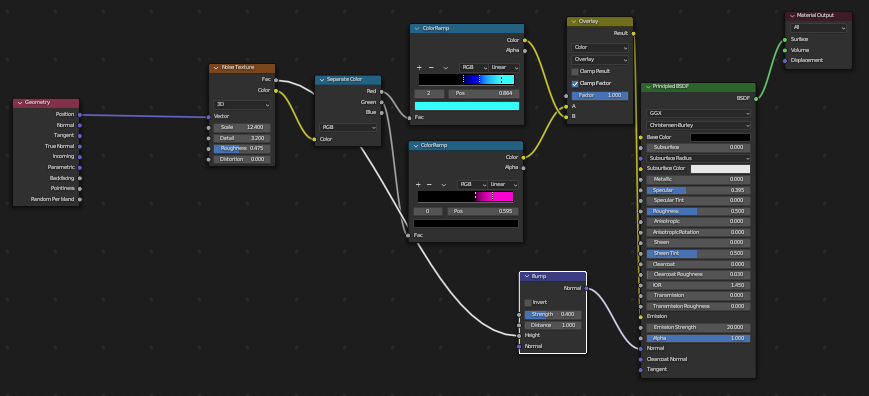 Geometry
Position
Normal
Tangent
True Normal
Incoming
Parametric
Backfacing
Pointiness
Random Per Island
Noise Texture
Fac
Color
3D
Vector
Scale 12.400
Detail 3.200
Roughness 0.475
Distortion 0.000
Separate Color
Red
Green
Blue
RGB
Color
ColorRamp
Color
Alpha
RGB Linear
2 Pos 0.864
Fac
ColorRamp
Color
Alpha
RGB Linear
0 Pos 0.595
Fac
Overlay
Result
Color
Overlay
Clamp Result
Clamp Factor
Factor 1.000
A
B
Bump
Normal
Invert
Strength 0.400
Distance 1.000
Height
Normal
Principled BSDF
BSDF
GGX
Christensen-Burley
Base Color
Subsurface 0.000
Subsurface Radius
Subsurface Color
Metallic 0.000
Specular 0.395
Specular Tint 0.000
Roughness 0.500
Anisotropic 0.000
Anisotropic Rotation 0.000
Sheen 0.000
Sheen Tint 0.500
Clearcoat 0.000
Clearcoat Roughness 0.030
IOR 1.450
Transmission 0.000
Transmission Roughness 0.000
Emission
Emission Strength 20.000
Alpha 1.000
Normal
Clearcoat Normal
Tangent
Material Output
All
Surface
Volume
Displacement